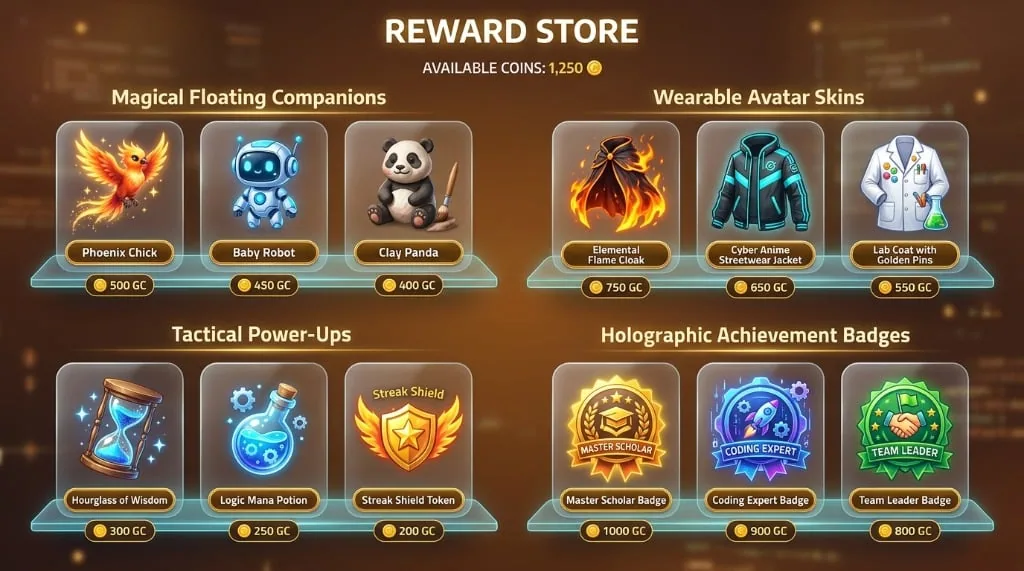 REWARD STORE
AVAILABLE COINS: 1,250 C
Magical Floating Companions
Phoenix Chick
Baby Robot
Clay Panda
C 500 GC
C 450 GC
C 400 GC
Wearable Avatar Skins
Elemental
Flame Cloak
Cyber Anime
Streetwear Jacket
Lab Coat with
Golden Pins
C 750 GC
C 650 GC
C 550 GC
Tactical Power-Ups
Streak Shield
Hourglass of Wisdom
Logic Mana Potion
Streak Shield Token
C 300 GC
C 250 GC
C 200 GC
Holographic Achievement Badges
MASTER SCHOLAR
CODING EXPERT
TEAM LEADER
Master Scholar Badge
Coding Expert Badge
Team Leader Badge
C 1000 GC
C 900 GC
C 800 GC